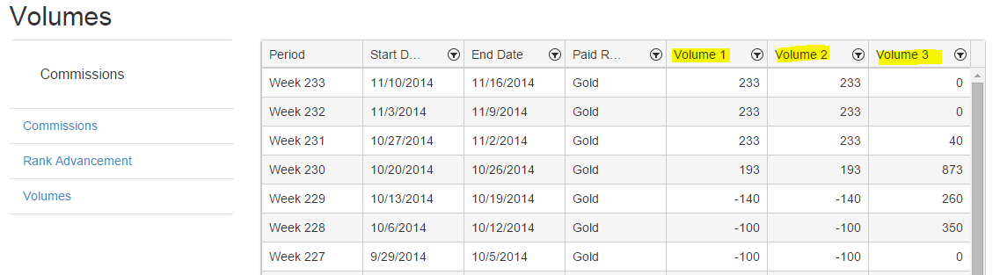 Volumes
Commissions
Commissions
Rank Advancement
Volumes
Period Start D... End Date Paid R... Volume 1 Volume 2 Volume 3
Week 233 11/10/2014 11/16/2014 Gold 233 233 0
Week 232 11/3/2014 11/9/2014 Gold 233 233 0
Week 231 10/27/2014 11/2/2014 Gold 233 233 40
Week 230 10/20/2014 10/26/2014 Gold 193 193 873
Week 229 10/13/2014 10/19/2014 Gold -140 -140 260
Week 228 10/6/2014 10/12/2014 Gold -100 -100 350
Week 227 9/29/2014 10/5/2014 Gold -100 -100 0